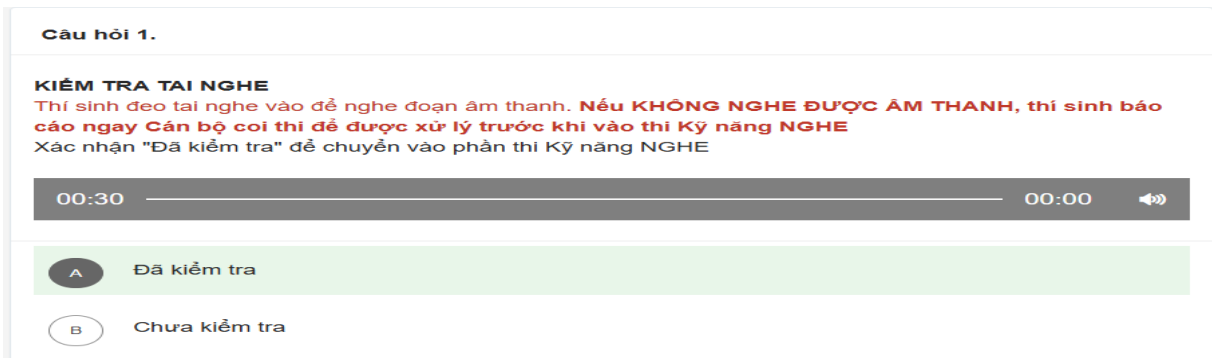 Câu hỏi 1.
KIỂM TRA TAI NGHE
Thí sinh đeo tai nghe vào để nghe đoạn âm thanh. Nếu KHÔNG NGHE ĐƯỢC ÂM THANH, thí sinh báo
cáo ngay Cán bộ coi thi để được xử lý trước khi vào thi Kỹ năng NGHE
Xác nhận "Đã kiểm tra" để chuyển vào phần thi Kỹ năng NGHE
00:30 00:00
A Đã kiểm tra
B Chưa kiểm tra